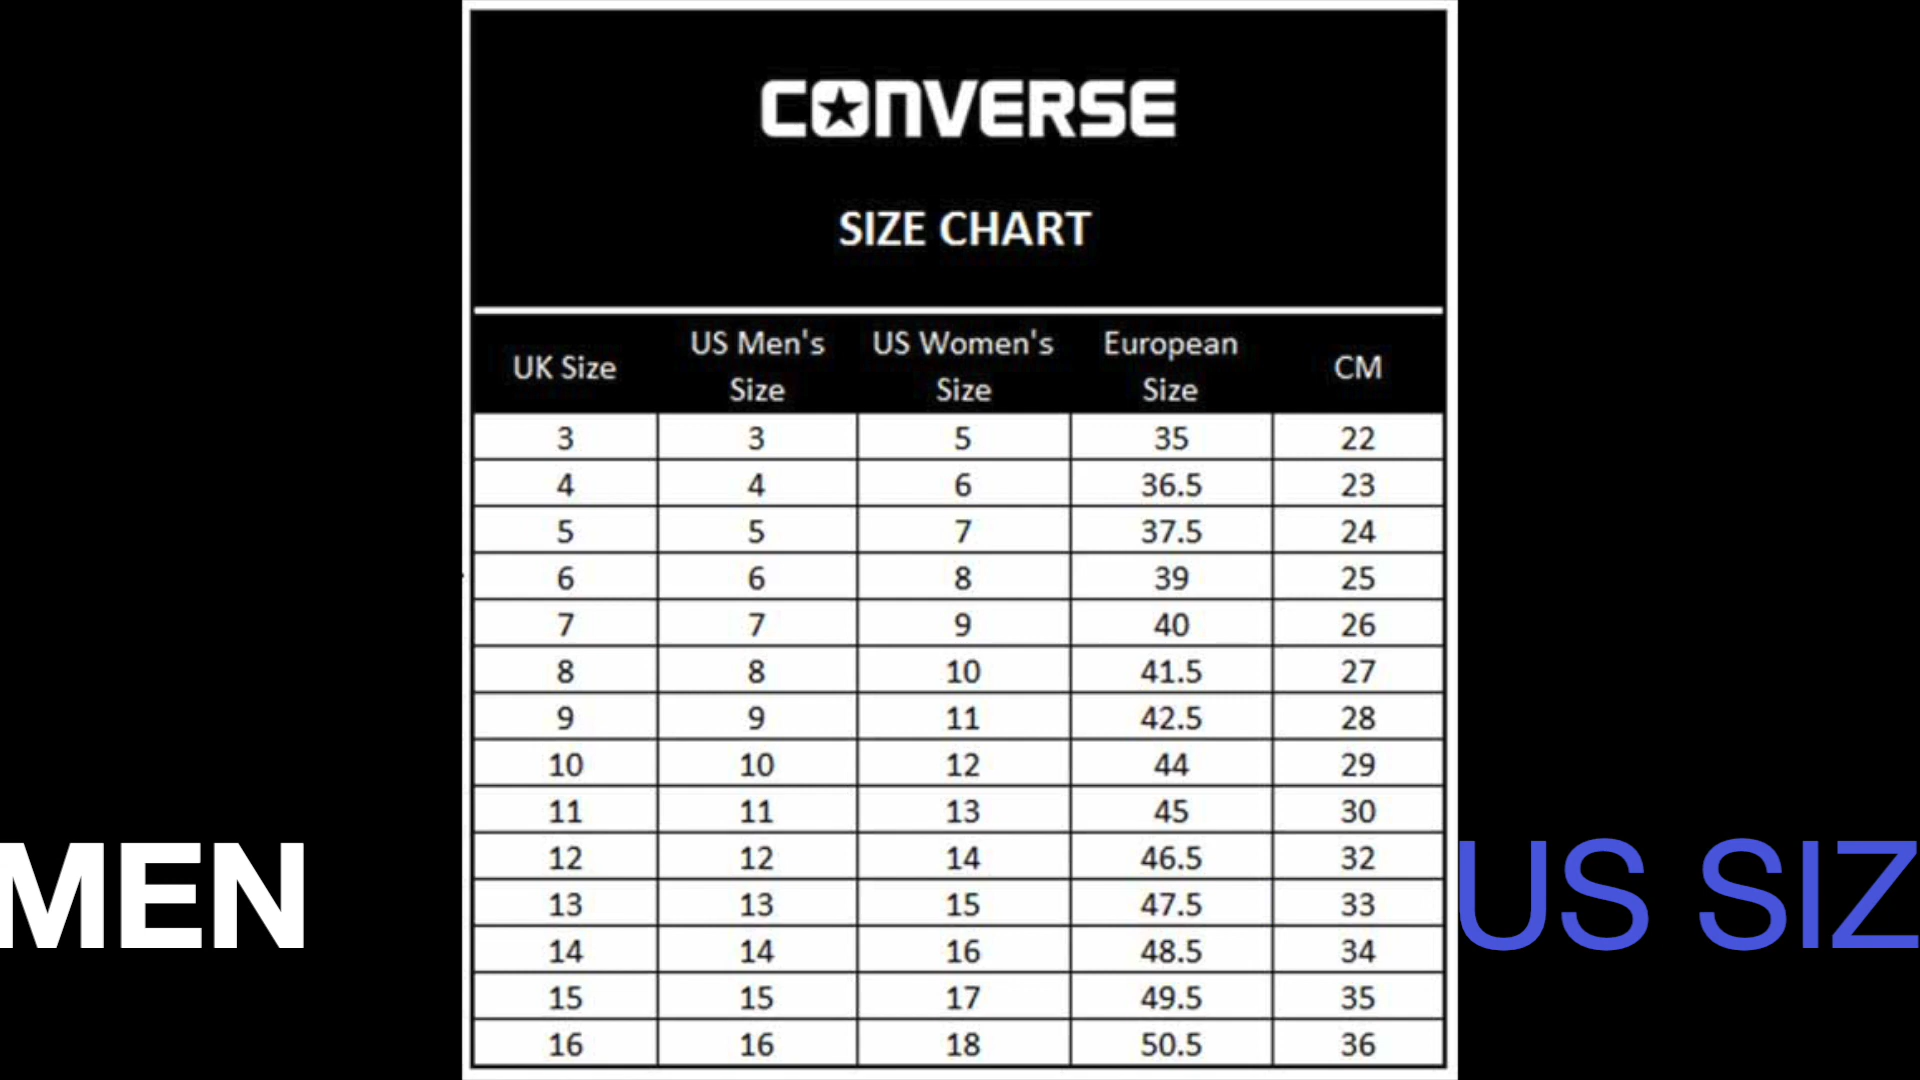 CONVERSE
SIZE CHART
UK Size US Men's Size US Women's Size European Size CM
3 3 5 35 22
4 4 6 36.5 23
5 5 7 37.5 24
6 6 8 39 25
7 7 9 40 26
8 8 10 41.5 27
9 9 11 42.5 28
10 10 12 44 29
11 11 13 45 30
12 12 14 46.5 32
13 13 15 47.5 33
14 14 16 48.5 34
15 15 17 49.5 35
16 16 18 50.5 36
MEN US SIZ